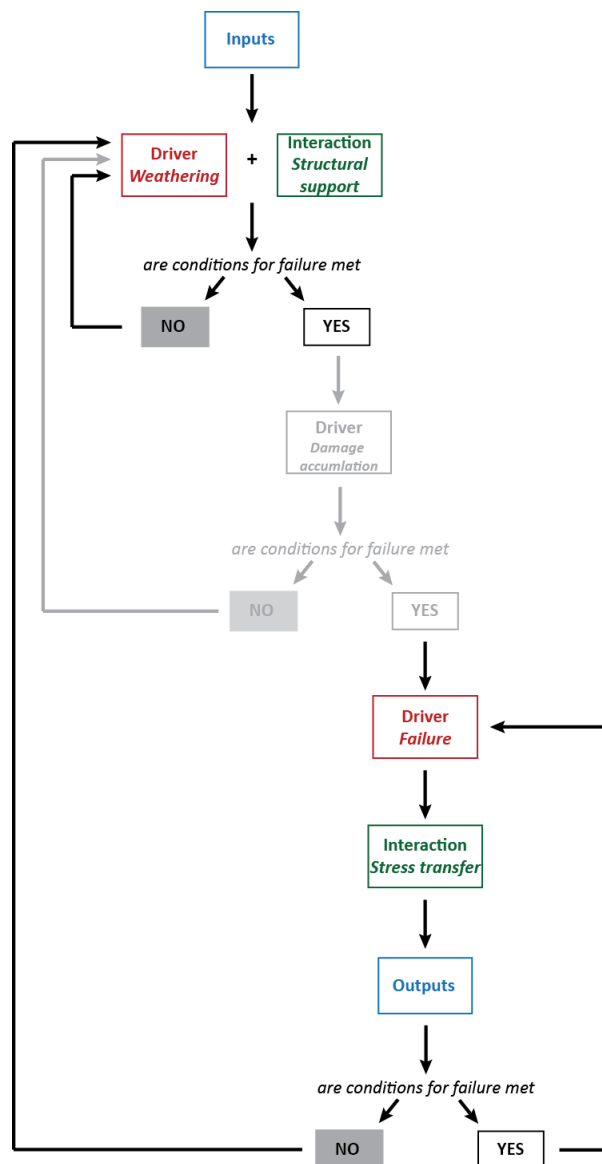 Inputs
Driver
Weathering
+
Interaction
Structural
support
are conditions for failure met
NO
YES
Driver
Damage
accumlation
are conditions for failure met
NO
YES
Driver
Failure
Interaction
Stress transfer
Outputs
are conditions for failure met
NO
YES